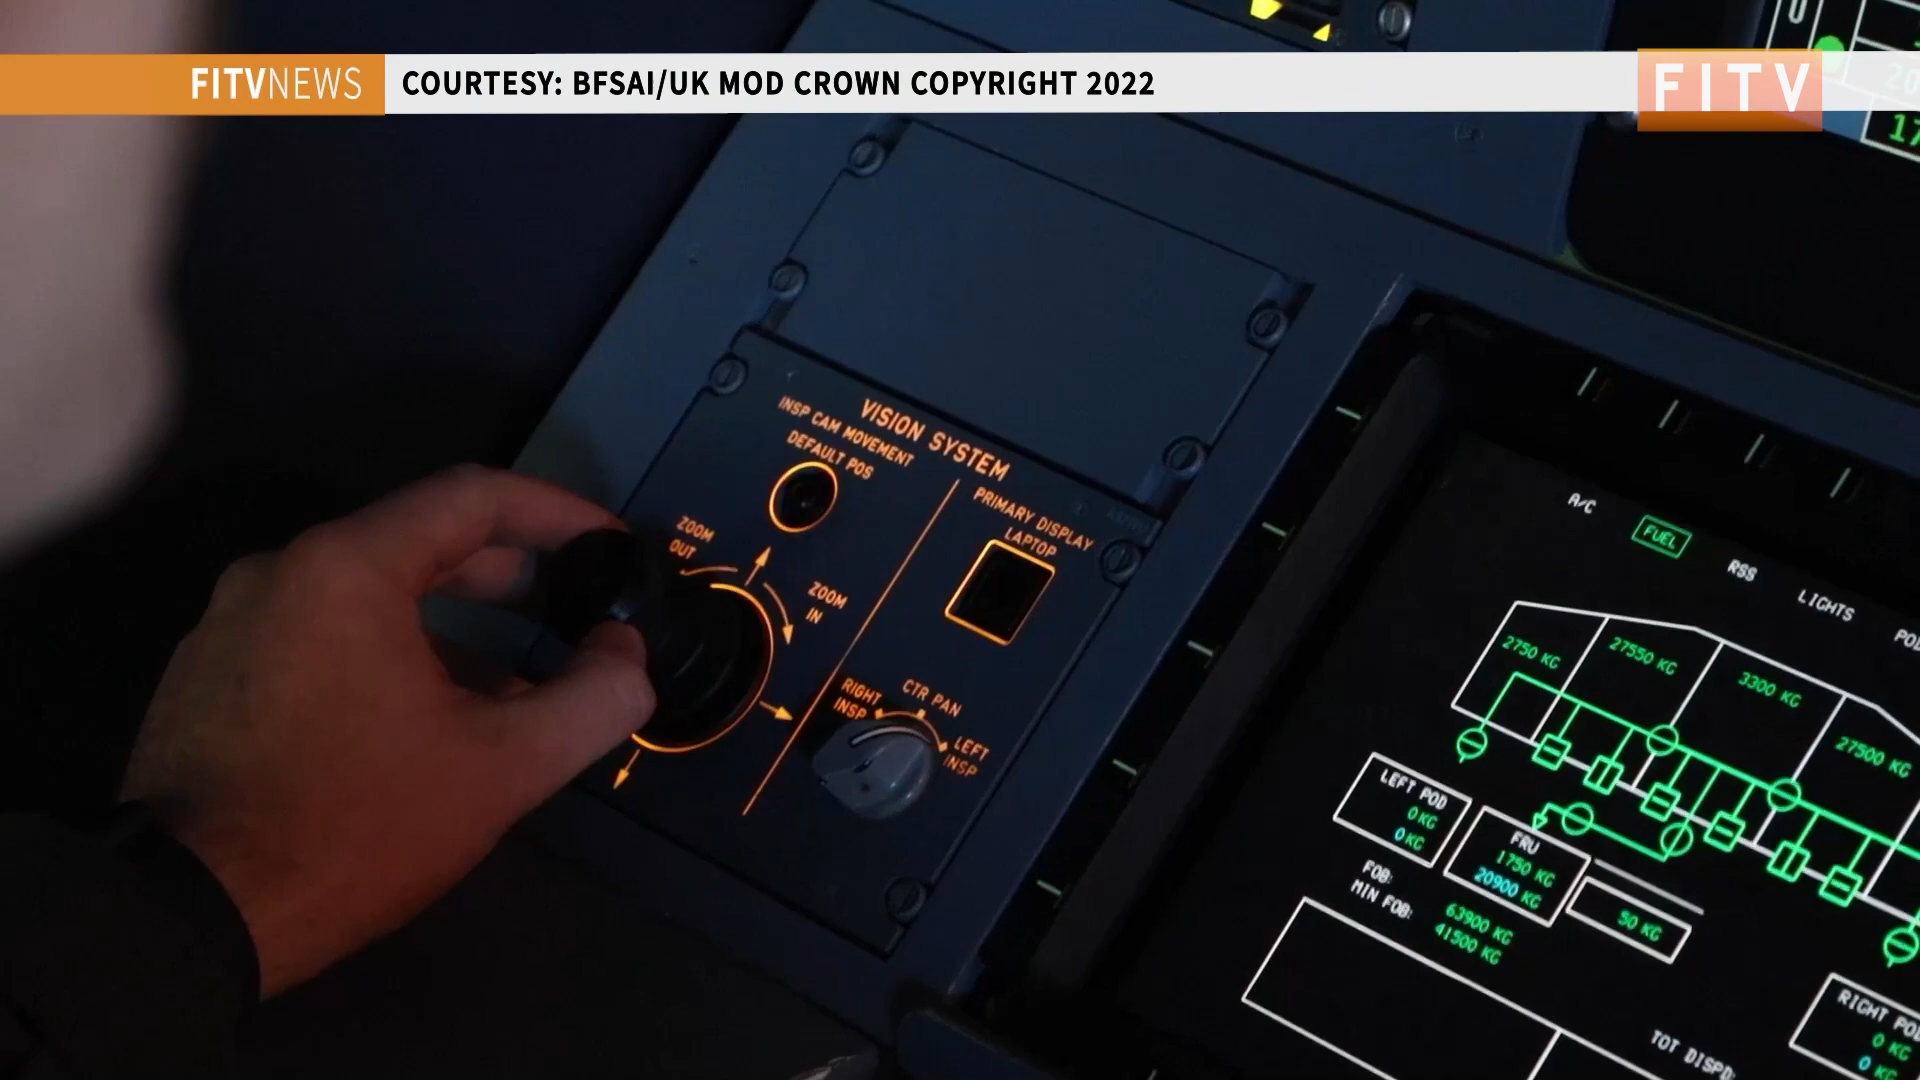 FITVNEWS
COURTESY: BFSAI/UK MOD CROWN COPYRIGHT 2022
FITV
U
VISION SYSTEM
INSP CAM MOVEMENT
DEFAULT POS
ZOOM
OUT
ZOOM
IN
PRIMARY DISPLAY
LAPTOP
RIGHT
INSP
CTR PAN
LEFT
INSP
A/C
FUEL
RSS
LIGHTS
2750 KG
27550 KG
3300 KG
27500 KG
LEFT POD
0KG
0KG
FRU
1750 KG
20900 KG
50 KG
FOB:
MIN FOB:
63900 KG
41500 KG
RIGHT POD
0 KG
0 KG
TOT DISPD